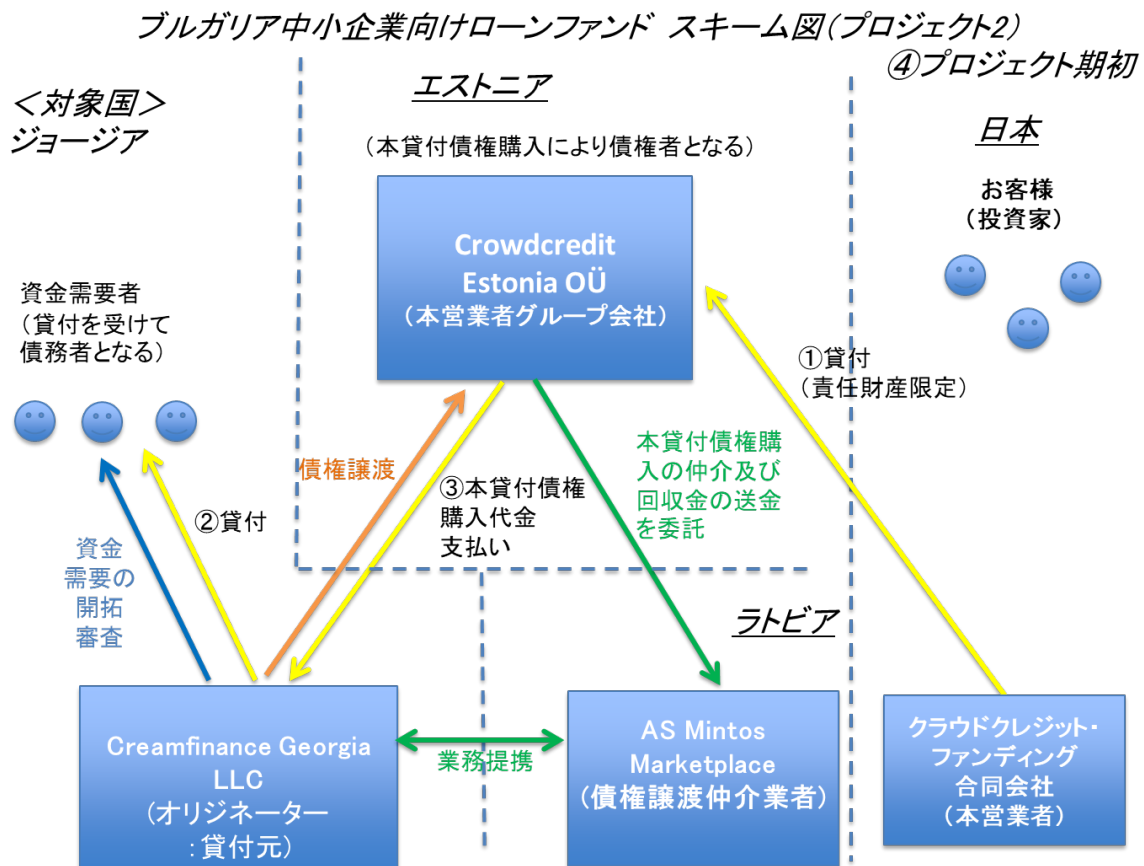 ブルガリア中小企業向けローンファンド スキーム図(プロジェクト2)
④プロジェクト期初
<対象国>
ジョージア
エストニア
日本
(本貸付債権購入により債権者となる)
お客様
(投資家)
Crowdcredit
Estonia OÜ
(本営業者グループ会社)
資金需要者
(貸付を受けて
債務者となる)
①貸付
(責任財産限定)
債権譲渡
③本貸付債権
購入代金
支払い
本貸付債権購
入の仲介及び
回収金の送金
を委託
②貸付
資金
需要の
開拓
審査
ラトビア
Creamfinance Georgia
LLC
(オリジネーター
:貸付元)
業務提携
AS Mintos
Marketplace
(債権譲渡仲介業者)
クラウドクレジット・
ファンディング
合同会社
(本営業者)